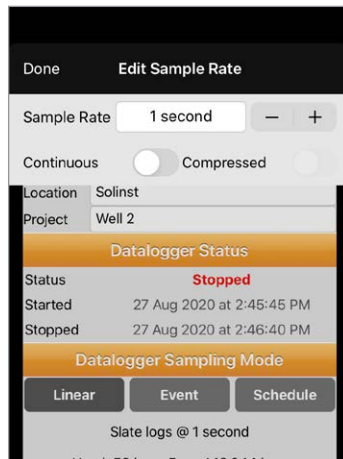 Done Edit Sample Rate
Sample Rate 1 second − +
Continuous Compressed
Location Solinst
Project Well 2
Datalogger Status
Status Stopped
Started 27 Aug 2020 at 2:45:45 PM
Stopped 27 Aug 2020 at 2:46:40 PM
Datalogger Sampling Mode
Linear Event Schedule
Slate logs @ 1 second